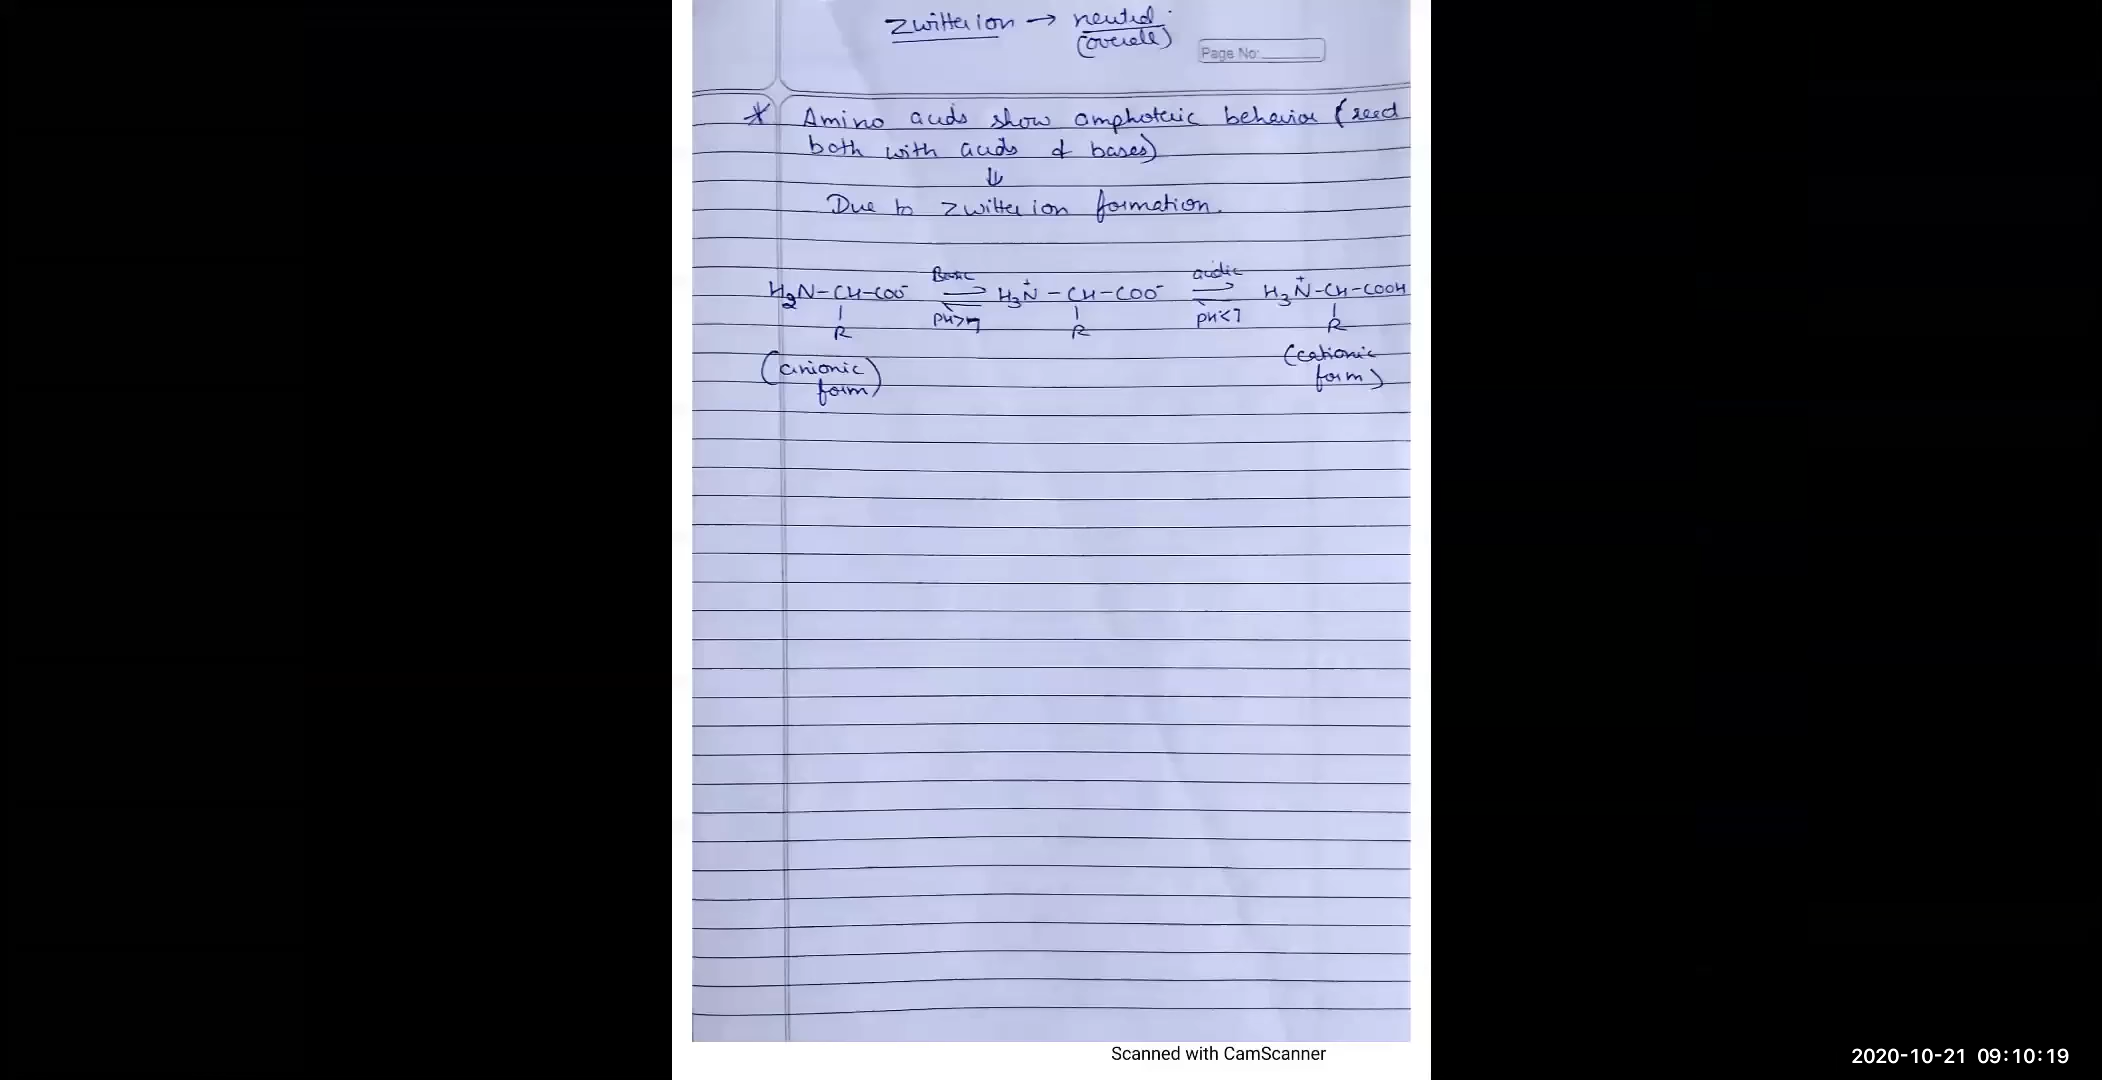 Zwitter ion → neutral
(overall)
Page No:
* Amino acids show amphoteric behavior (react
both with acids & bases)
⇓
Due to zwitter ion formation.
Basic
acidic
H₂N-CH-COO⁻ ⇌ H₃N⁺-CH-COO⁻ ⇌ H₃N⁺-CH-COOH
pH>7
pH<7
R
R
R
(anionic
form)
(cationic
form)
Scanned with CamScanner
2020-10-21 09:10:19